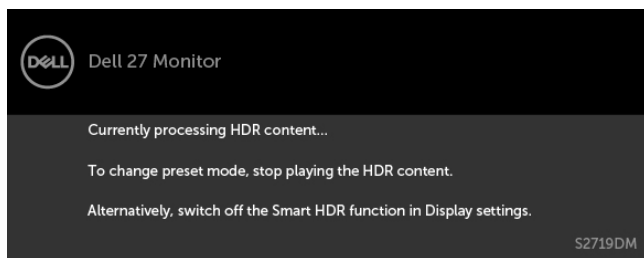 DELL
Dell 27 Monitor
Currently processing HDR content...
To change preset mode, stop playing the HDR content.
Alternatively, switch off the Smart HDR function in Display settings.
S2719DM